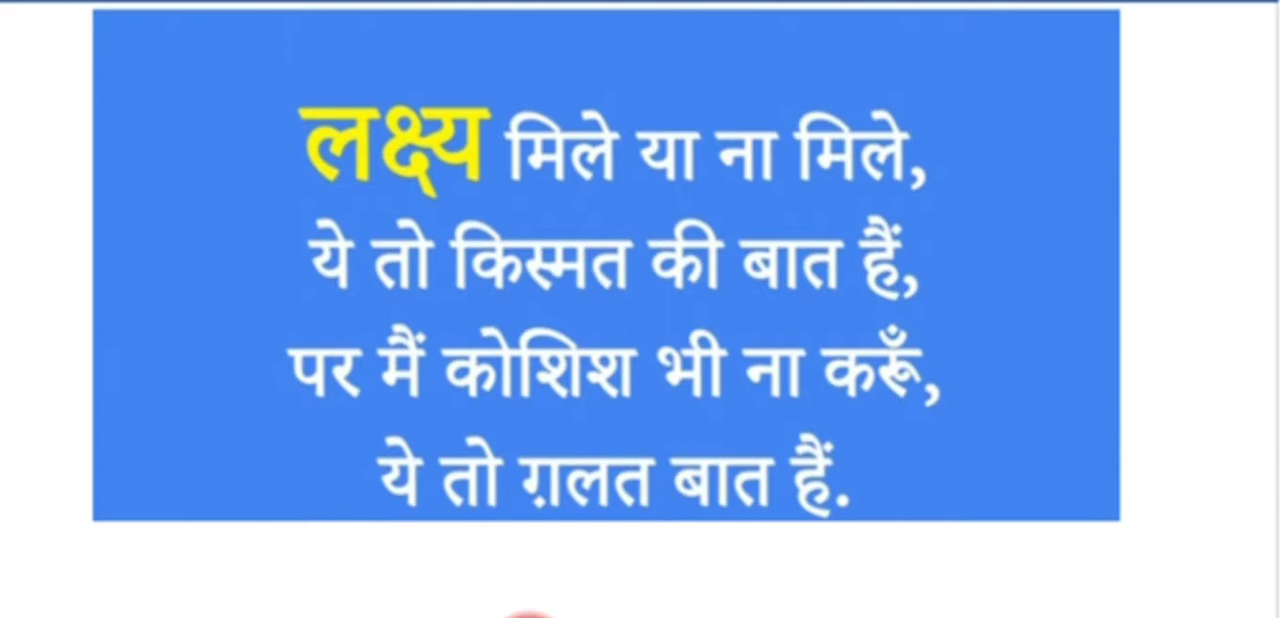 लक्ष्य मिले या ना मिले,
ये तो किस्मत की बात हैं,
पर मैं कोशिश भी ना करूँ,
ये तो ग़लत बात हैं.